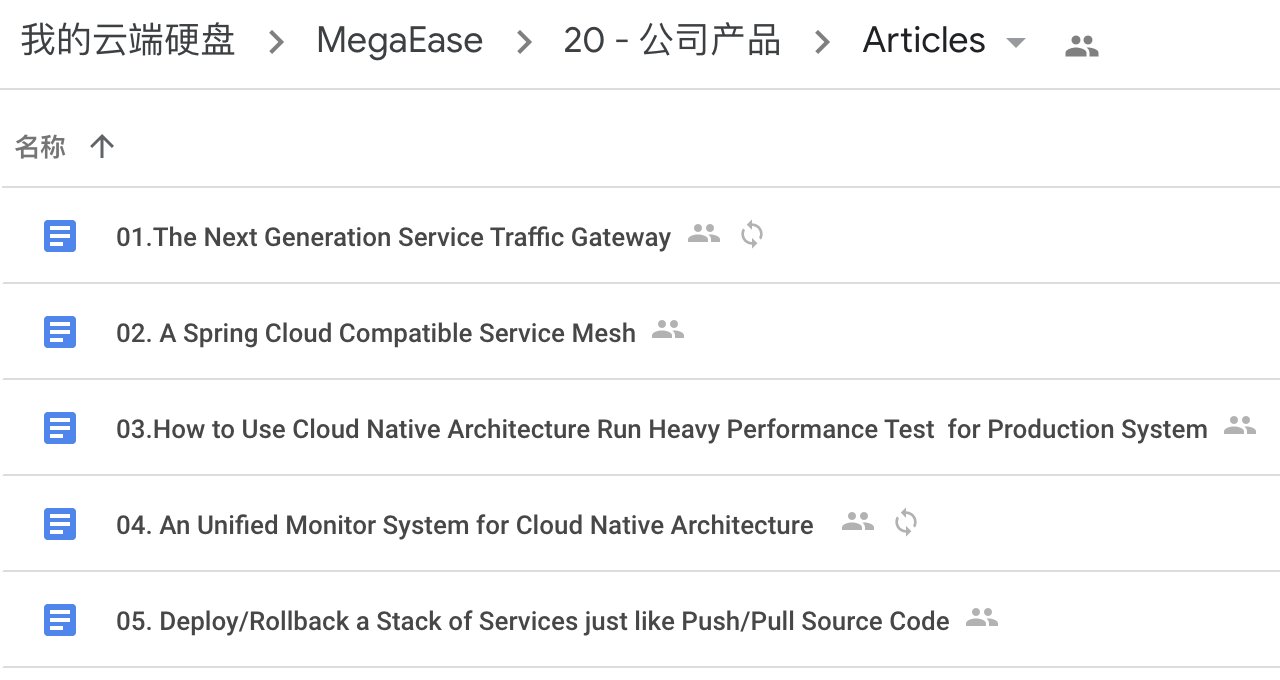 我的云端硬盘 > MegaEase > 20 - 公司产品 > Articles
名称
01.The Next Generation Service Traffic Gateway
02. A Spring Cloud Compatible Service Mesh
03.How to Use Cloud Native Architecture Run Heavy Performance Test  for Production System
04. An Unified Monitor System for Cloud Native Architecture
05. Deploy/Rollback a Stack of Services just like Push/Pull Source Code